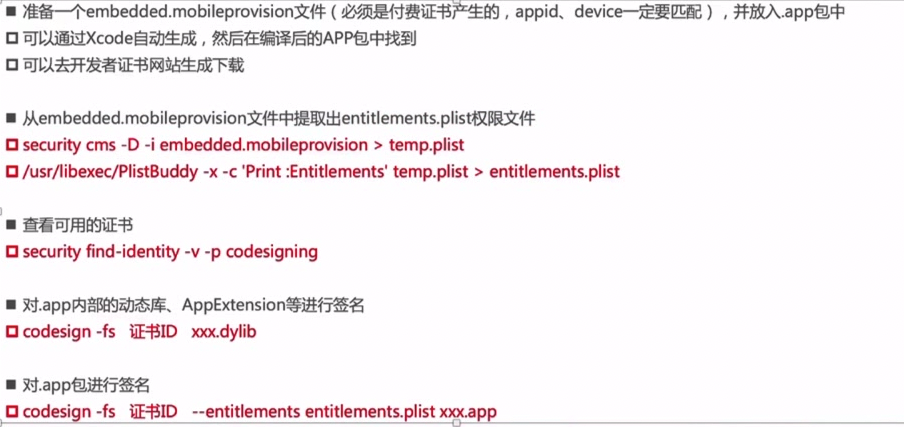 准备一个embedded.mobileprovision文件（必须是付费证书产生的，appid、device一定要匹配），并放入.app包中
可以通过Xcode自动生成，然后在编译后的APP包中找到
可以去开发者证书网站生成下载
从embedded.mobileprovision文件中提取出entitlements.plist权限文件
security cms -D -i embedded.mobileprovision > temp.plist
/usr/libexec/PlistBuddy -x -c 'Print :Entitlements' temp.plist > entitlements.plist
查看可用的证书
security find-identity -v -p codesigning
对.app内部的动态库、AppExtension等进行签名
codesign -fs 证书ID xxx.dylib
对.app包进行签名
codesign -fs 证书ID --entitlements entitlements.plist xxx.app